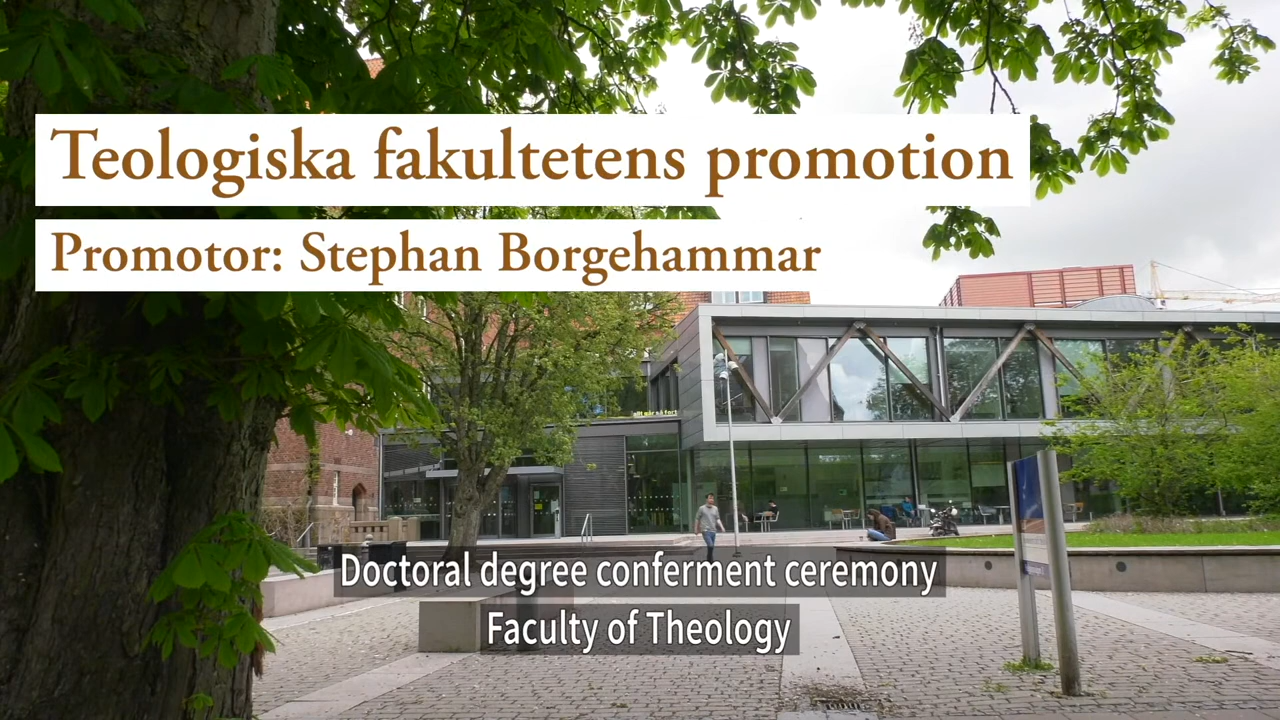 Teologiska fakultetens promotion
Promotor: Stephan Borgehammar
Doctoral degree conferment ceremony
Faculty of Theology